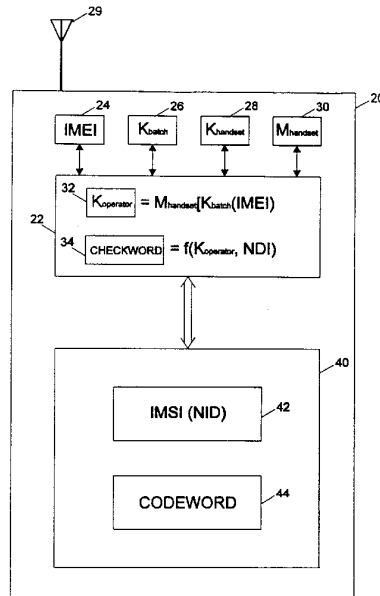 29
24 26 28 30 20
IMEI Kbatch Khandset Mhandset
32 Koperator = Mhandset[Kbatch(IMEI)
22
34 CHECKWORD = f(Koperator, NDI)
40
IMSI (NID) 42
CODEWORD 44